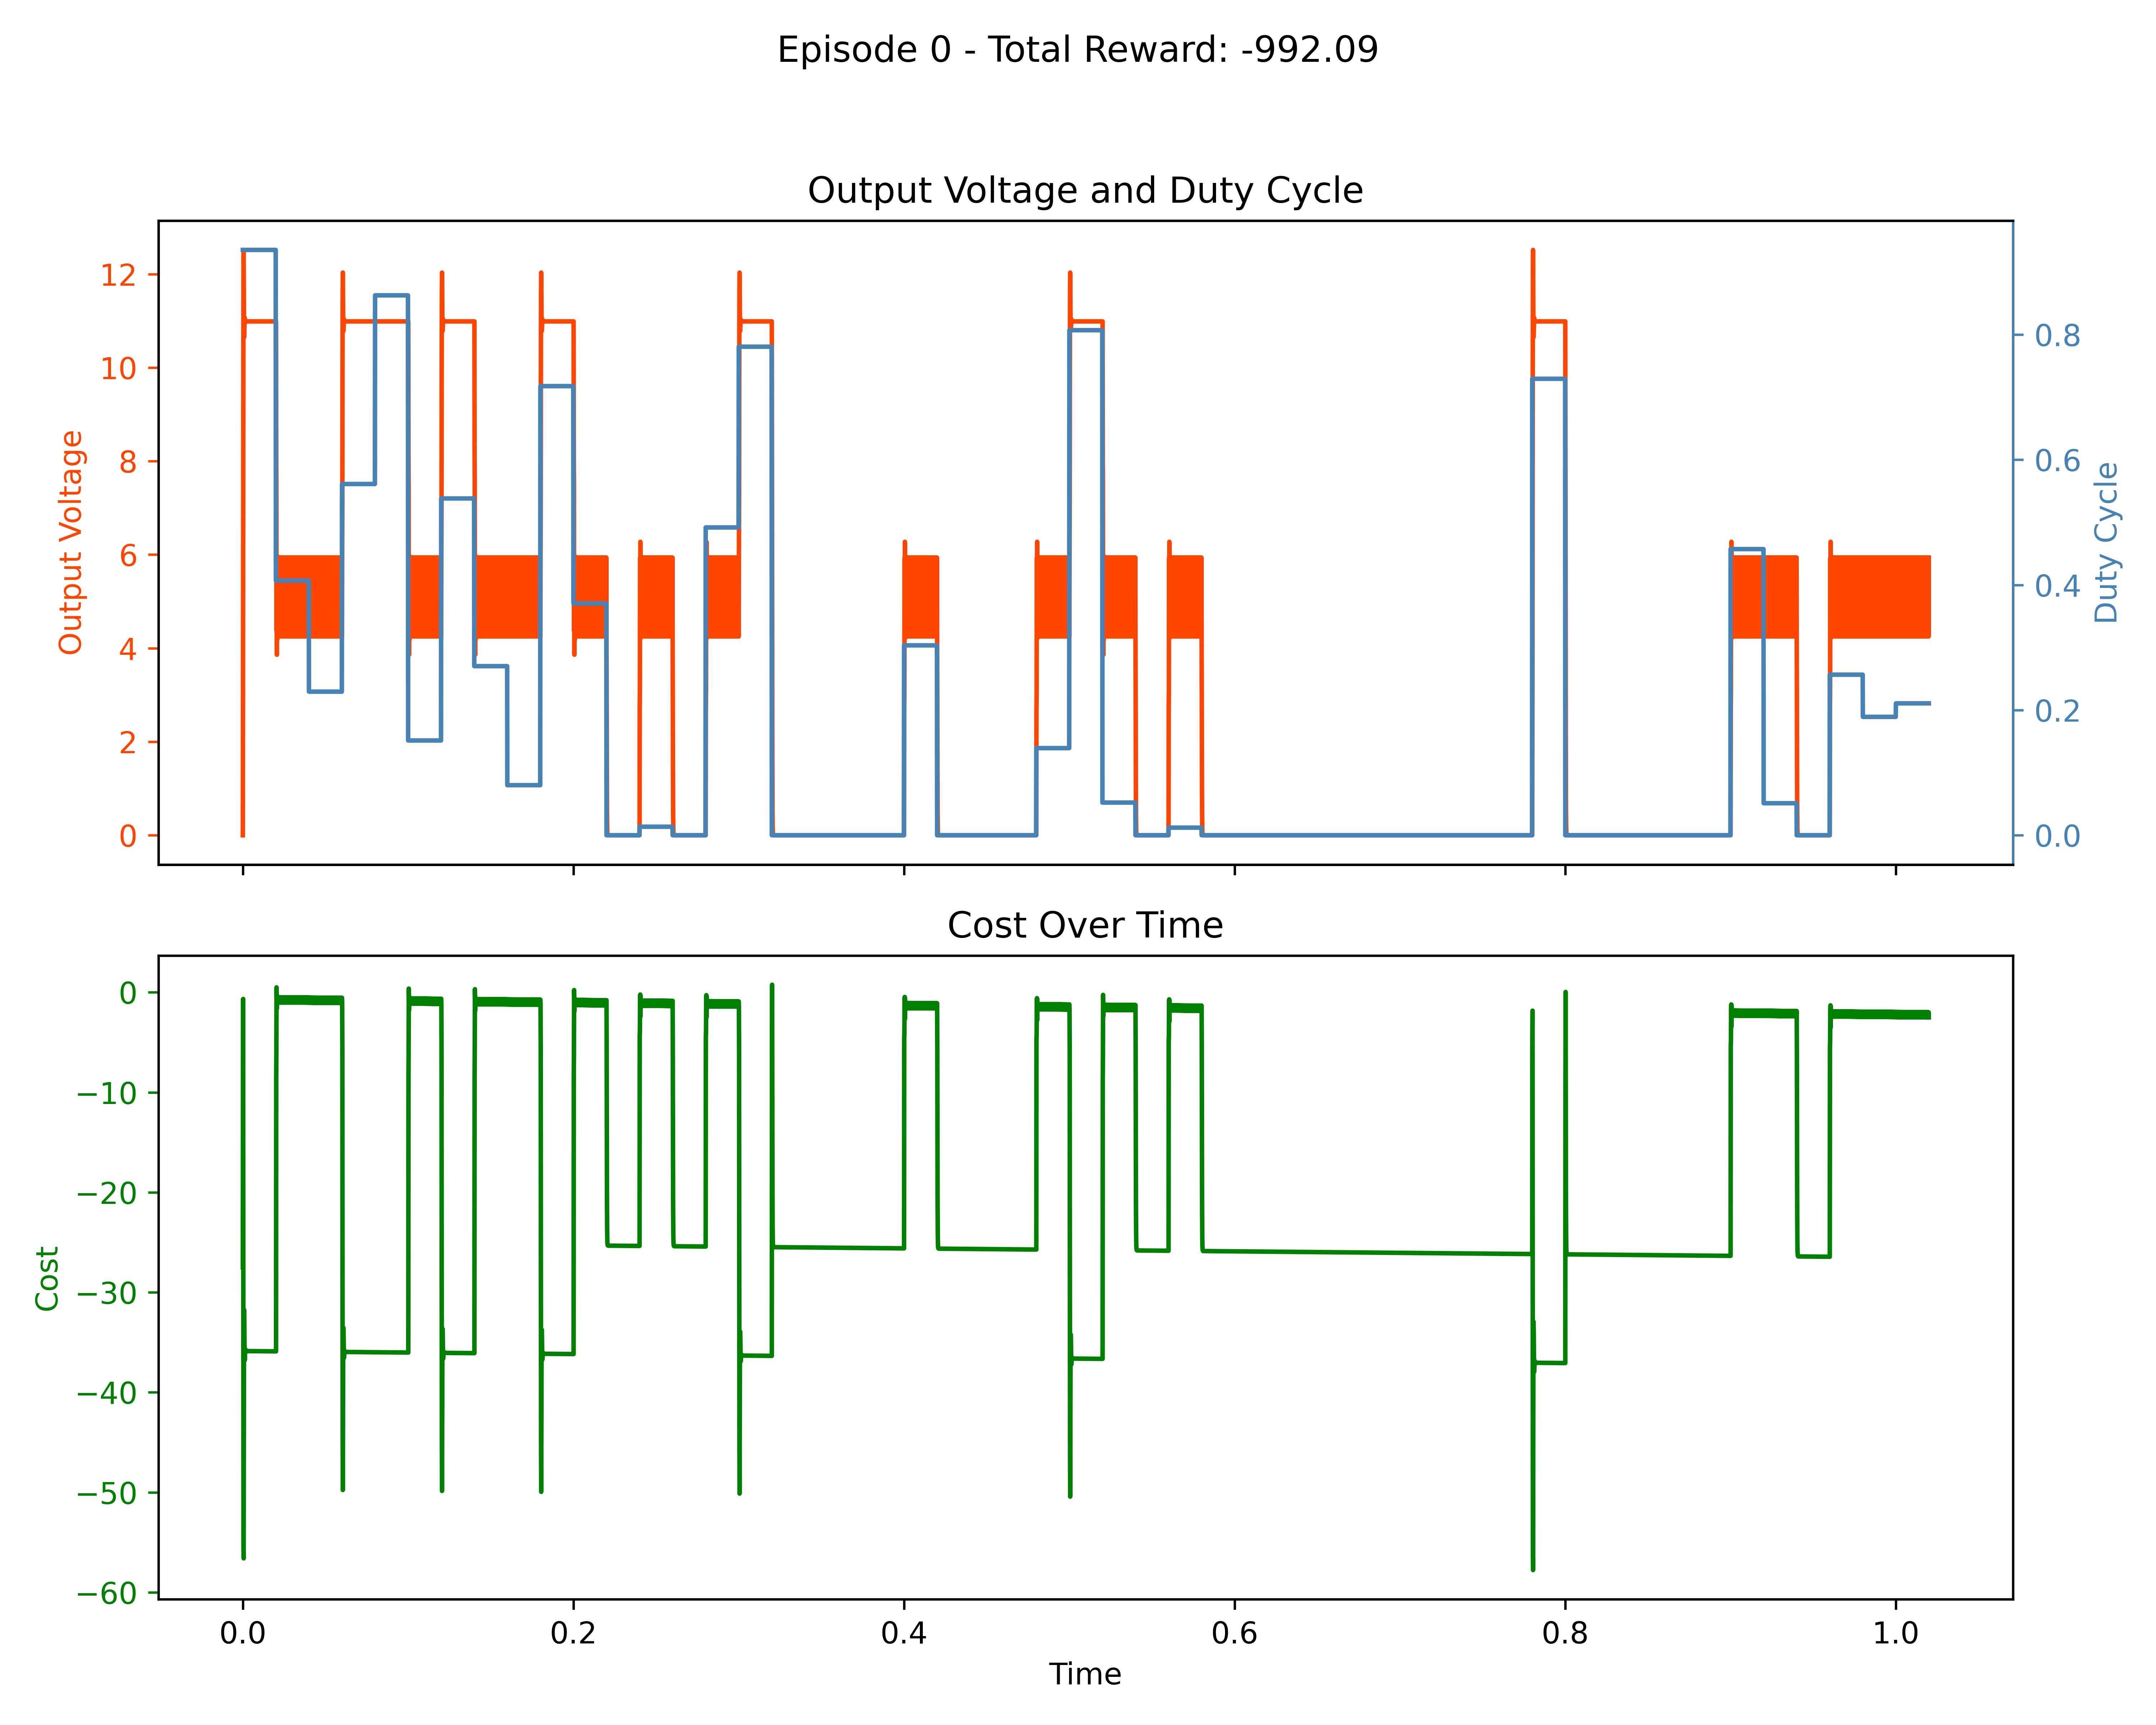 Episode 0 - Total Reward: -992.09
Output Voltage and Duty Cycle
Output Voltage
12
10
8
6
4
2
0
0.8
0.6
0.4
0.2
0.0
Duty Cycle
Cost Over Time
Cost
0
−10
−20
−30
−40
−50
−60
0.0 0.2 0.4 0.6 0.8 1.0
Time